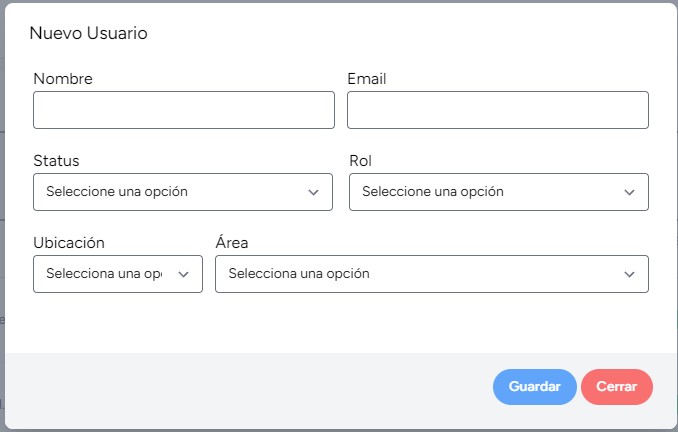 Nuevo Usuario
Nombre Email
Status Rol
Seleccione una opción Seleccione una opción
Ubicación Área
Selecciona una op Selecciona una opción
Guardar Cerrar